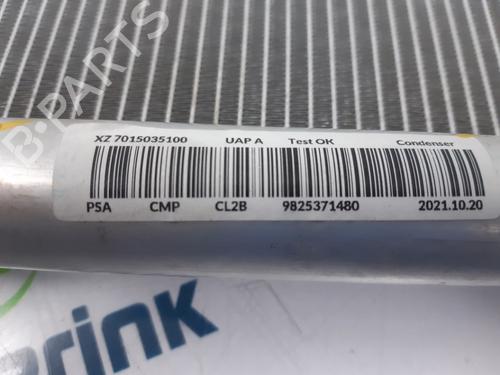 B-PARTS
XZ 7015035100 UAP A Test OK Condenser
PSA CMP CL2B 9825371480 2021.10.20
rink